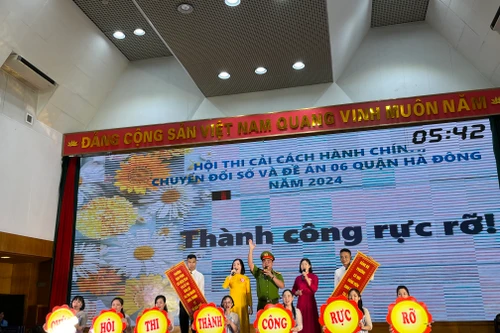 ĐẢNG CỘNG SẢN VIỆT NAM QUANG VINH MUÔN NĂM
05:42
HỘI THI CẢI CÁCH HÀNH CHÍN...,
CHUYỂN ĐỔI SỐ VÀ ĐỀ ÁN 06 QUẬN HÀ ĐÔNG
NĂM 2024
Thành công rực rỡ!
HỘI THI THÀNH CÔNG RỰC RỠ